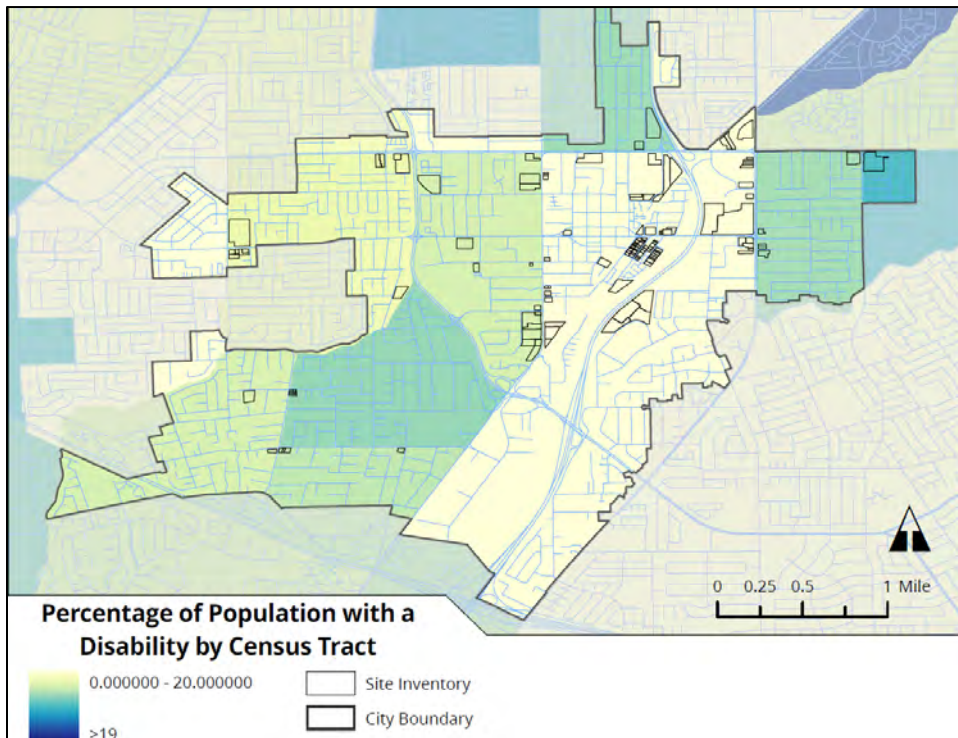 0 0.25 0.5 1 Mile
Percentage of Population with a
Disability by Census Tract
0.000000 - 20.000000
>19
Site Inventory
City Boundary